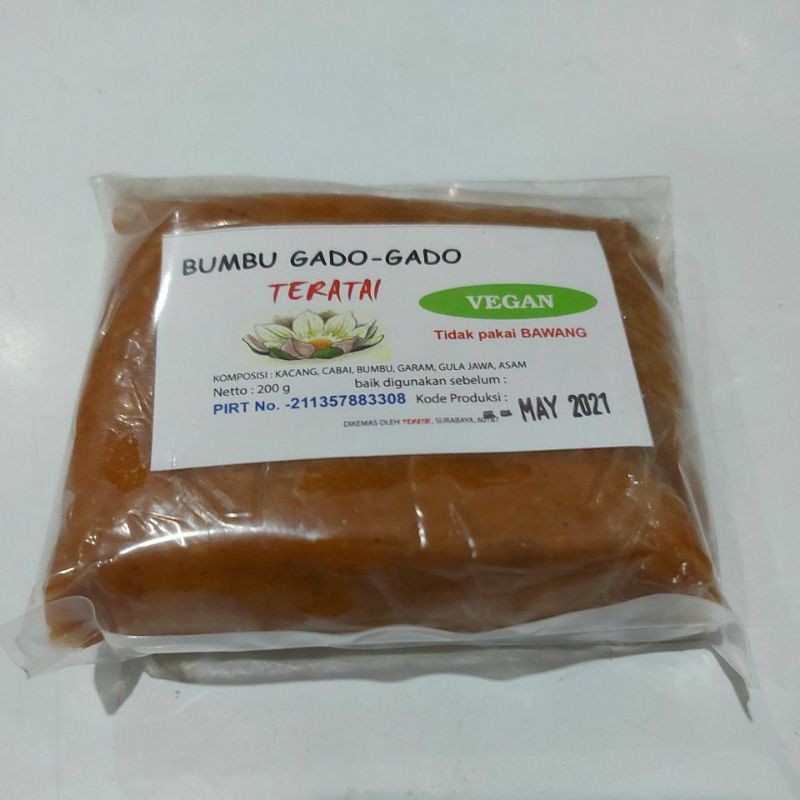 BUMBU GADO-GADO
TERATAI
VEGAN
Tidak pakai BAWANG
KOMPOSISI : KACANG, CABAI, BUMBU, GARAM, GULA JAWA, ASAM
Netto : 200 g baik digunakan sebelum :
PIRT No. -211357883308 Kode Produksi :
MAY 2021
DIKEMAS OLEH TERATAI, SURABAYA,